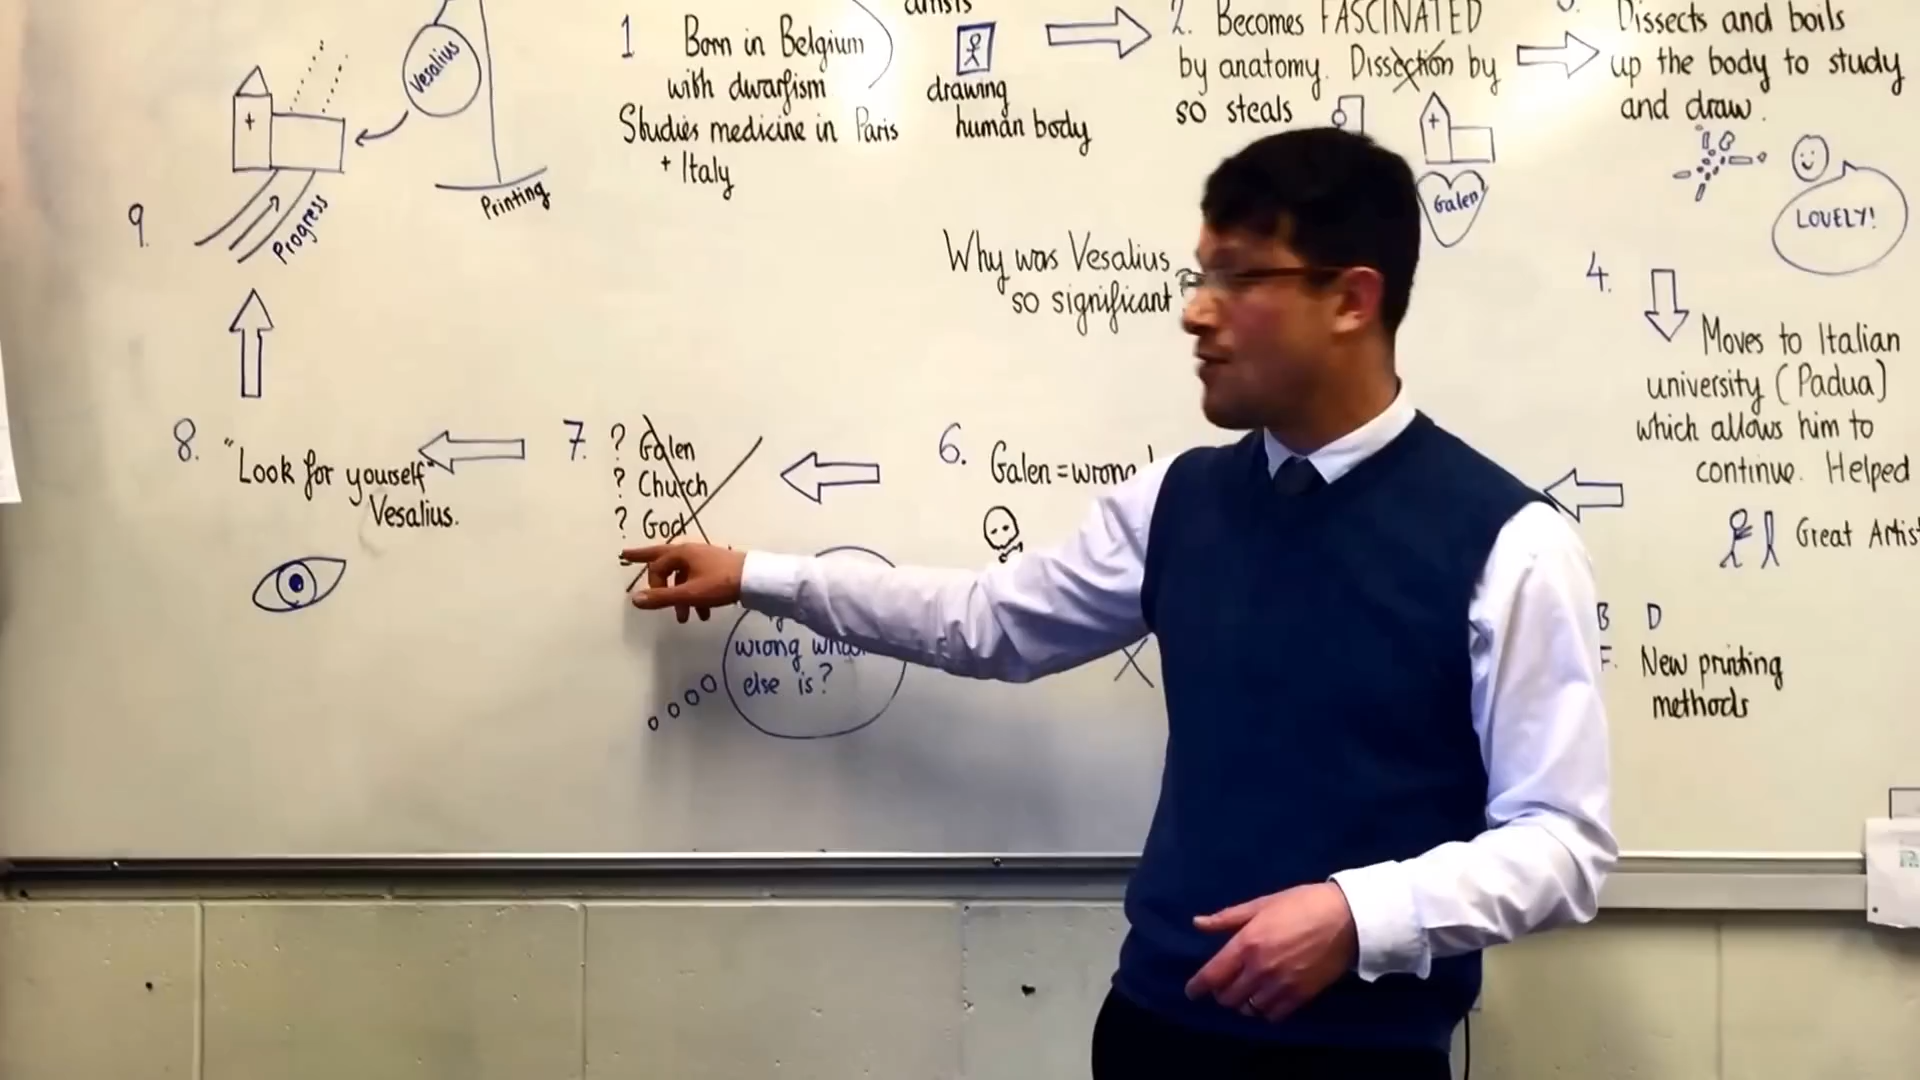 Vesalius
Printing
9.
Progress
1 Born in Belgium
with dwarfism
Studies medicine in Paris
+ Italy
artists
drawing
human body
2. Becomes FASCINATED
by anatomy. Dissection by
so steals
Galen
Dissects and boils
up the body to study
and draw.
LOVELY!
Why was Vesalius
so significant
4.
Moves to Italian
university (Padua)
which allows him to
continue. Helped
Great Artis
B D
F. New printing
methods
6. Galen = wrong
7. ? Galen
? Church
? God
wrong
else is?
8. "Look for yourself"
Vesalius.